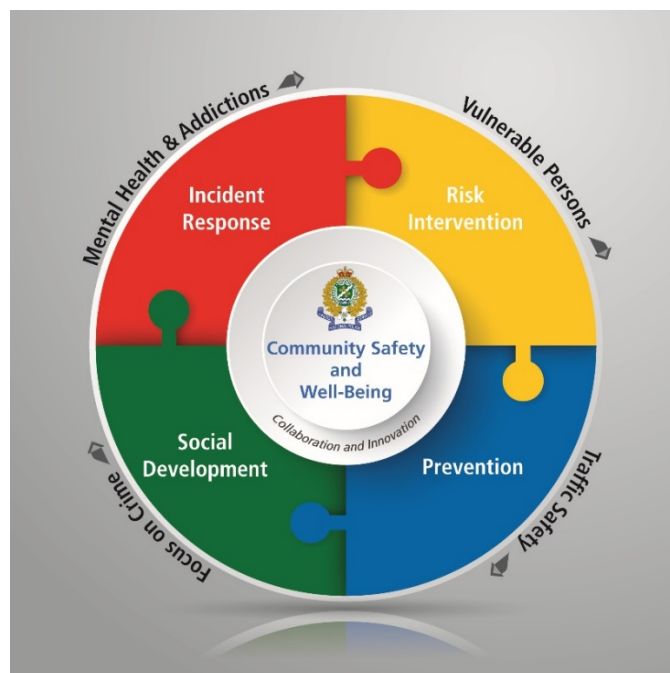 Mental Health & Addictions
Vulnerable Persons
Incident
Response
Risk
Intervention
Community Safety
and
Well-Being
Collaboration and Innovation
Social
Development
Prevention
Focus on Crime
Traffic Safety